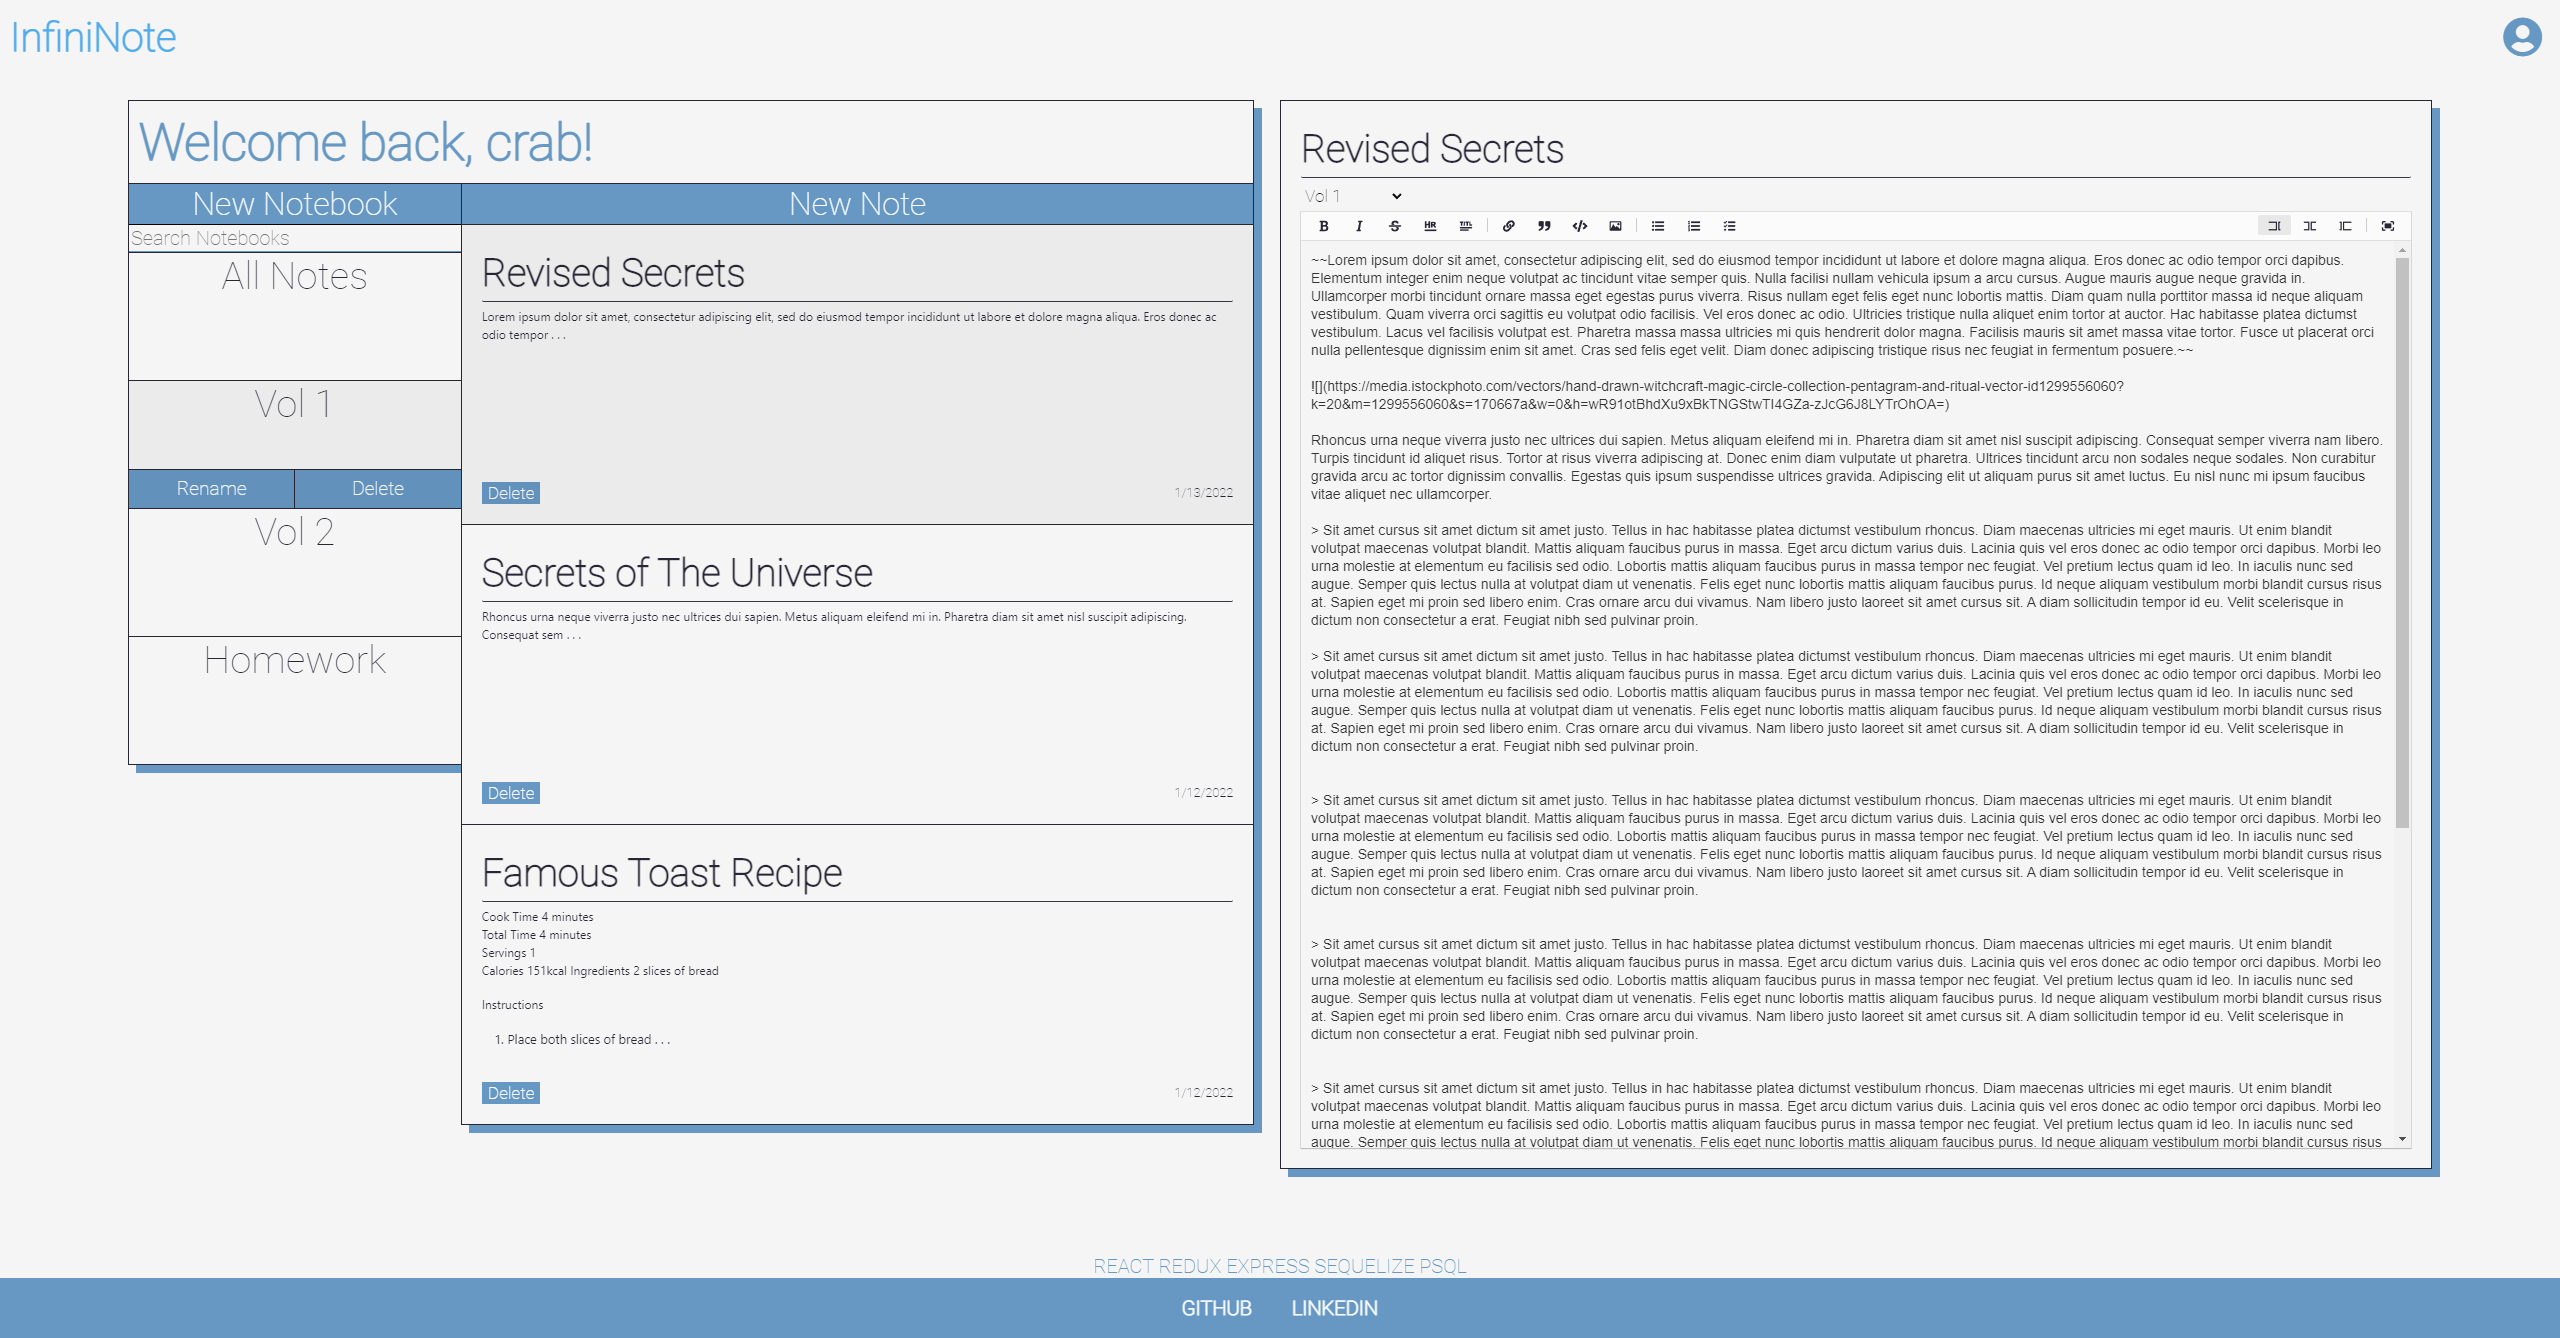 InfiniNote
Welcome back, crab!
New Notebook
New Note
Search Notebooks
All Notes
Vol 1
Rename
Delete
Vol 2
Homework
Revised Secrets
Lorem ipsum dolor sit amet, consectetur adipiscing elit, sed do eiusmod tempor incididunt ut labore et dolore magna aliqua. Eros donec ac
odio tempor . . .
Delete
1/13/2022
Secrets of The Universe
Rhoncus urna neque viverra justo nec ultrices dui sapien. Metus aliquam eleifend mi in. Pharetra diam sit amet nisl suscipit adipiscing.
Consequat sem . . .
Delete
1/12/2022
Famous Toast Recipe
Cook Time 4 minutes
Total Time 4 minutes
Servings 1
Calories 151kcal Ingredients 2 slices of bread
Instructions
1. Place both slices of bread . . .
Delete
1/12/2022
Revised Secrets
Vol 1
B I S HR TITL
~~Lorem ipsum dolor sit amet, consectetur adipiscing elit, sed do eiusmod tempor incididunt ut labore et dolore magna aliqua. Eros donec ac odio tempor orci dapibus.
Elementum integer enim neque volutpat ac tincidunt vitae semper quis. Nulla facilisi nullam vehicula ipsum a arcu cursus. Augue mauris augue neque gravida in.
Ullamcorper morbi tincidunt ornare massa eget egestas purus viverra. Risus nullam eget felis eget nunc lobortis mattis. Diam quam nulla porttitor massa id neque aliquam
vestibulum. Quam viverra orci sagittis eu volutpat odio facilisis. Vel eros donec ac odio. Ultricies tristique nulla aliquet enim tortor at auctor. Hac habitasse platea dictumst
vestibulum. Lacus vel facilisis volutpat est. Pharetra massa massa ultricies mi quis hendrerit dolor magna. Facilisis mauris sit amet massa vitae tortor. Fusce ut placerat orci
nulla pellentesque dignissim enim sit amet. Cras sed felis eget velit. Diam donec adipiscing tristique risus nec feugiat in fermentum posuere.~~
![](https://media.istockphoto.com/vectors/hand-drawn-witchcraft-magic-circle-collection-pentagram-and-ritual-vector-id1299556060?
k=20&m=1299556060&s=170667a&w=0&h=wR91otBhdXu9xBkTNGStwTI4GZa-zJcG6J8LYTrOhOA=)
Rhoncus urna neque viverra justo nec ultrices dui sapien. Metus aliquam eleifend mi in. Pharetra diam sit amet nisl suscipit adipiscing. Consequat semper viverra nam libero.
Turpis tincidunt id aliquet risus. Tortor at risus viverra adipiscing at. Donec enim diam vulputate ut pharetra. Ultrices tincidunt arcu non sodales neque sodales. Non curabitur
gravida arcu ac tortor dignissim convallis. Egestas quis ipsum suspendisse ultrices gravida. Adipiscing elit ut aliquam purus sit amet luctus. Eu nisl nunc mi ipsum faucibus
vitae aliquet nec ullamcorper.
> Sit amet cursus sit amet dictum sit amet justo. Tellus in hac habitasse platea dictumst vestibulum rhoncus. Diam maecenas ultricies mi eget mauris. Ut enim blandit
volutpat maecenas volutpat blandit. Mattis aliquam faucibus purus in massa. Eget arcu dictum varius duis. Lacinia quis vel eros donec ac odio tempor orci dapibus. Morbi leo
urna molestie at elementum eu facilisis sed odio. Lobortis mattis aliquam faucibus purus in massa tempor nec feugiat. Vel pretium lectus quam id leo. In iaculis nunc sed
augue. Semper quis lectus nulla at volutpat diam ut venenatis. Felis eget nunc lobortis mattis aliquam faucibus purus. Id neque aliquam vestibulum morbi blandit cursus risus
at. Sapien eget mi proin sed libero enim. Cras ornare arcu dui vivamus. Nam libero justo laoreet sit amet cursus sit. A diam sollicitudin tempor id eu. Velit scelerisque in
dictum non consectetur a erat. Feugiat nibh sed pulvinar proin.
> Sit amet cursus sit amet dictum sit amet justo. Tellus in hac habitasse platea dictumst vestibulum rhoncus. Diam maecenas ultricies mi eget mauris. Ut enim blandit
volutpat maecenas volutpat blandit. Mattis aliquam faucibus purus in massa. Eget arcu dictum varius duis. Lacinia quis vel eros donec ac odio tempor orci dapibus. Morbi leo
urna molestie at elementum eu facilisis sed odio. Lobortis mattis aliquam faucibus purus in massa tempor nec feugiat. Vel pretium lectus quam id leo. In iaculis nunc sed
augue. Semper quis lectus nulla at volutpat diam ut venenatis. Felis eget nunc lobortis mattis aliquam faucibus purus. Id neque aliquam vestibulum morbi blandit cursus risus
at. Sapien eget mi proin sed libero enim. Cras ornare arcu dui vivamus. Nam libero justo laoreet sit amet cursus sit. A diam sollicitudin tempor id eu. Velit scelerisque in
dictum non consectetur a erat. Feugiat nibh sed pulvinar proin.
> Sit amet cursus sit amet dictum sit amet justo. Tellus in hac habitasse platea dictumst vestibulum rhoncus. Diam maecenas ultricies mi eget mauris. Ut enim blandit
volutpat maecenas volutpat blandit. Mattis aliquam faucibus purus in massa. Eget arcu dictum varius duis. Lacinia quis vel eros donec ac odio tempor orci dapibus. Morbi leo
urna molestie at elementum eu facilisis sed odio. Lobortis mattis aliquam faucibus purus in massa tempor nec feugiat. Vel pretium lectus quam id leo. In iaculis nunc sed
augue. Semper quis lectus nulla at volutpat diam ut venenatis. Felis eget nunc lobortis mattis aliquam faucibus purus. Id neque aliquam vestibulum morbi blandit cursus risus
at. Sapien eget mi proin sed libero enim. Cras ornare arcu dui vivamus. Nam libero justo laoreet sit amet cursus sit. A diam sollicitudin tempor id eu. Velit scelerisque in
dictum non consectetur a erat. Feugiat nibh sed pulvinar proin.
> Sit amet cursus sit amet dictum sit amet justo. Tellus in hac habitasse platea dictumst vestibulum rhoncus. Diam maecenas ultricies mi eget mauris. Ut enim blandit
volutpat maecenas volutpat blandit. Mattis aliquam faucibus purus in massa. Eget arcu dictum varius duis. Lacinia quis vel eros donec ac odio tempor orci dapibus. Morbi leo
urna molestie at elementum eu facilisis sed odio. Lobortis mattis aliquam faucibus purus in massa tempor nec feugiat. Vel pretium lectus quam id leo. In iaculis nunc sed
augue. Semper quis lectus nulla at volutpat diam ut venenatis. Felis eget nunc lobortis mattis aliquam faucibus purus. Id neque aliquam vestibulum morbi blandit cursus risus
at. Sapien eget mi proin sed libero enim. Cras ornare arcu dui vivamus. Nam libero justo laoreet sit amet cursus sit. A diam sollicitudin tempor id eu. Velit scelerisque in
dictum non consectetur a erat. Feugiat nibh sed pulvinar proin.
> Sit amet cursus sit amet dictum sit amet justo. Tellus in hac habitasse platea dictumst vestibulum rhoncus. Diam maecenas ultricies mi eget mauris. Ut enim blandit
volutpat maecenas volutpat blandit. Mattis aliquam faucibus purus in massa. Eget arcu dictum varius duis. Lacinia quis vel eros donec ac odio tempor orci dapibus. Morbi leo
urna molestie at elementum eu facilisis sed odio. Lobortis mattis aliquam faucibus purus in massa tempor nec feugiat. Vel pretium lectus quam id leo. In iaculis nunc sed
augue. Semper quis lectus nulla at volutpat diam ut venenatis. Felis eget nunc lobortis mattis aliquam faucibus purus. Id neque aliquam vestibulum morbi blandit cursus risus
REACT REDUX EXPRESS SEQUELIZE PSQL
GITHUB
LINKEDIN